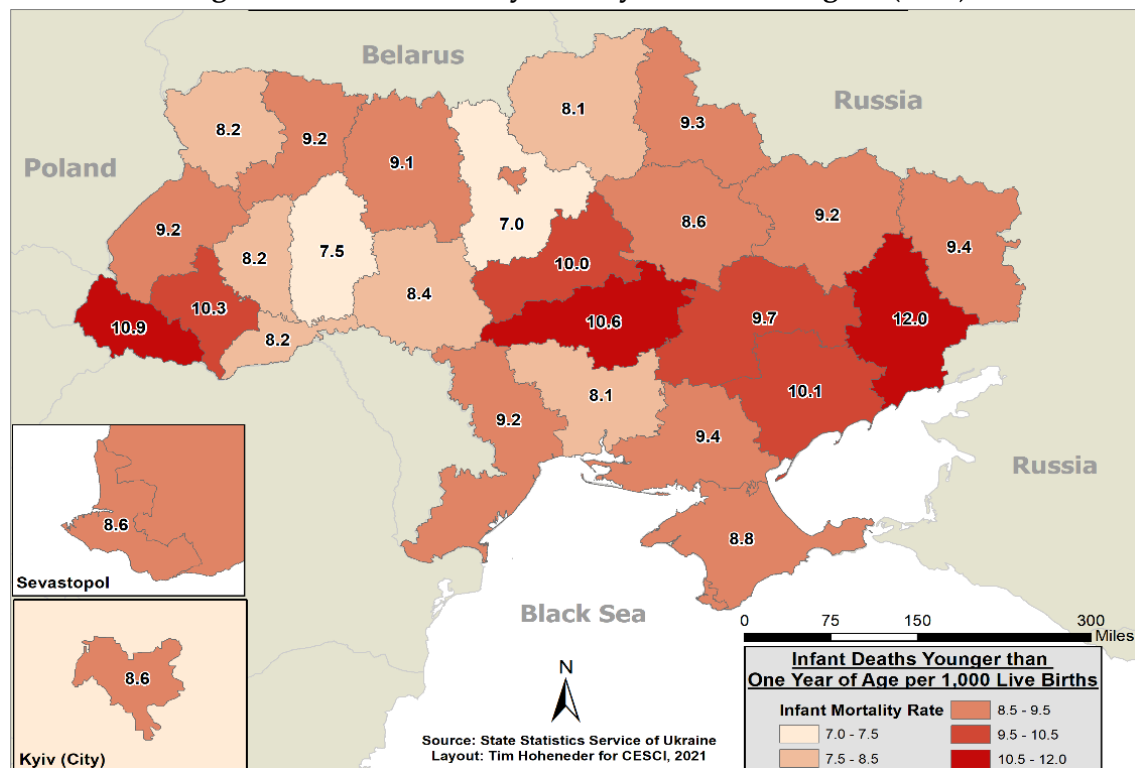 Belarus
Russia
Poland
8.2
9.2
9.1
8.1
9.3
9.2
8.2
7.5
7.0
8.6
9.2
9.4
10.0
8.4
10.3
10.9
8.2
10.6
9.7
12.0
9.2
8.1
10.1
9.4
Russia
8.8
8.6
Sevastopol
Black Sea
8.6
Kyiv (City)
N
Source: State Statistics Service of Ukraine
Layout: Tim Hoheneder for CESCI, 2021
0 75 150 300
Miles
Infant Deaths Younger than
One Year of Age per 1,000 Live Births
Infant Mortality Rate
7.0 - 7.5
7.5 - 8.5
8.5 - 9.5
9.5 - 10.5
10.5 - 12.0